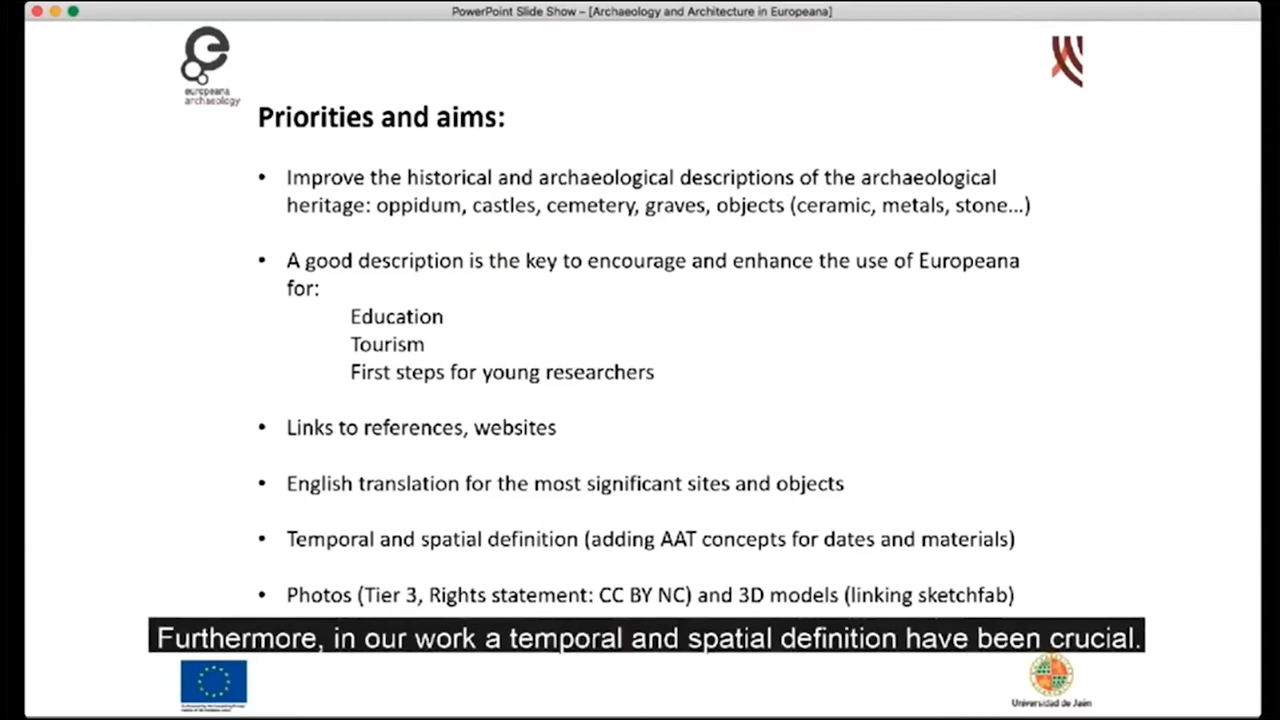 PowerPoint Slide Show – [Archaeology and Architecture in Europeana]
europeana
archaeology
Priorities and aims:
• Improve the historical and archaeological descriptions of the archaeological
heritage: oppidum, castles, cemetery, graves, objects (ceramic, metals, stone...)
• A good description is the key to encourage and enhance the use of Europeana
for:
Education
Tourism
First steps for young researchers
• Links to references, websites
• English translation for the most significant sites and objects
• Temporal and spatial definition (adding AAT concepts for dates and materials)
• Photos (Tier 3, Rights statement: CC BY NC) and 3D models (linking sketchfab)
Furthermore, in our work a temporal and spatial definition have been crucial.
Universidad de Jaén